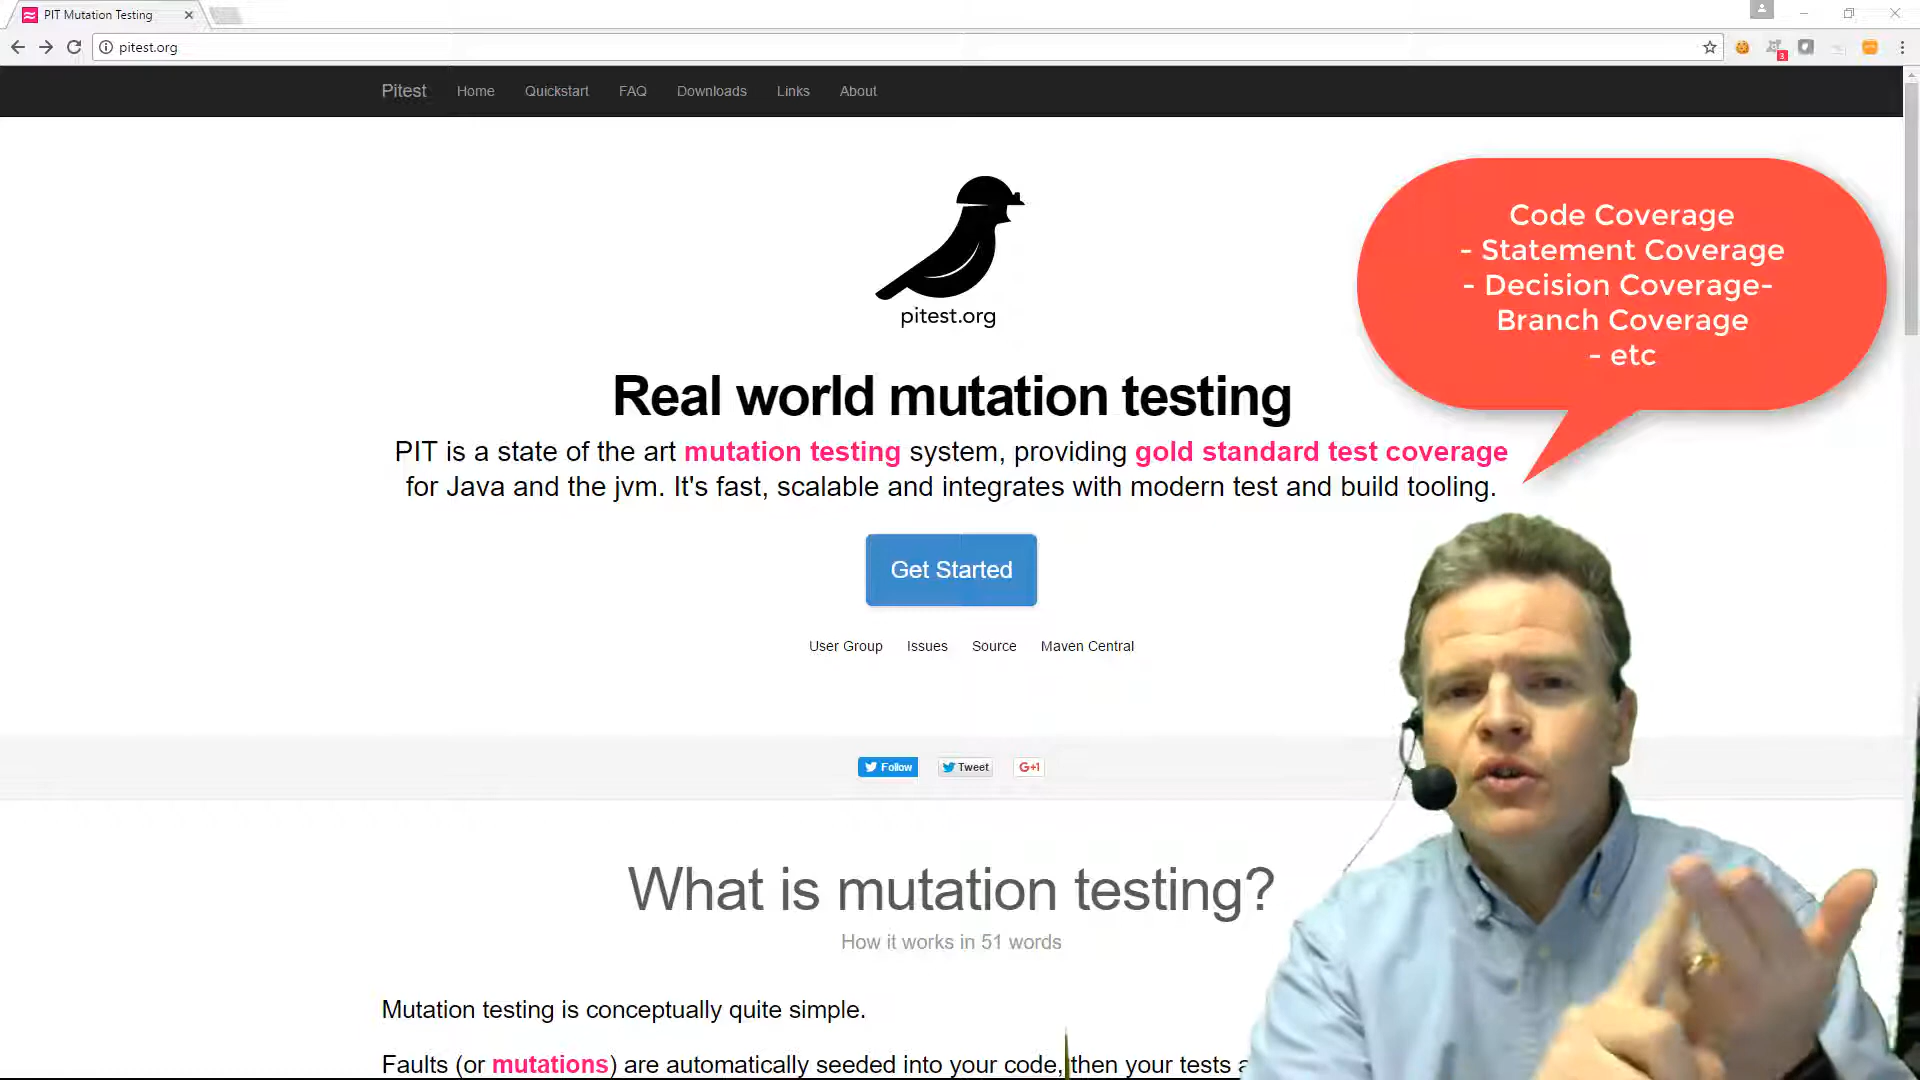 PIT Mutation Testing
pitest.org
3
Pitest Home Quickstart FAQ Downloads Links About
pitest.org
Code Coverage
- Statement Coverage
- Decision Coverage-
Branch Coverage
- etc
Real world mutation testing
PIT is a state of the art mutation testing system, providing gold standard test coverage
for Java and the jvm. It's fast, scalable and integrates with modern test and build tooling.
Get Started
User Group Issues Source Maven Central
Follow Tweet G+1
What is mutation testing?
How it works in 51 words
Mutation testing is conceptually quite simple.
Faults (or mutations) are automatically seeded into your code, then your tests